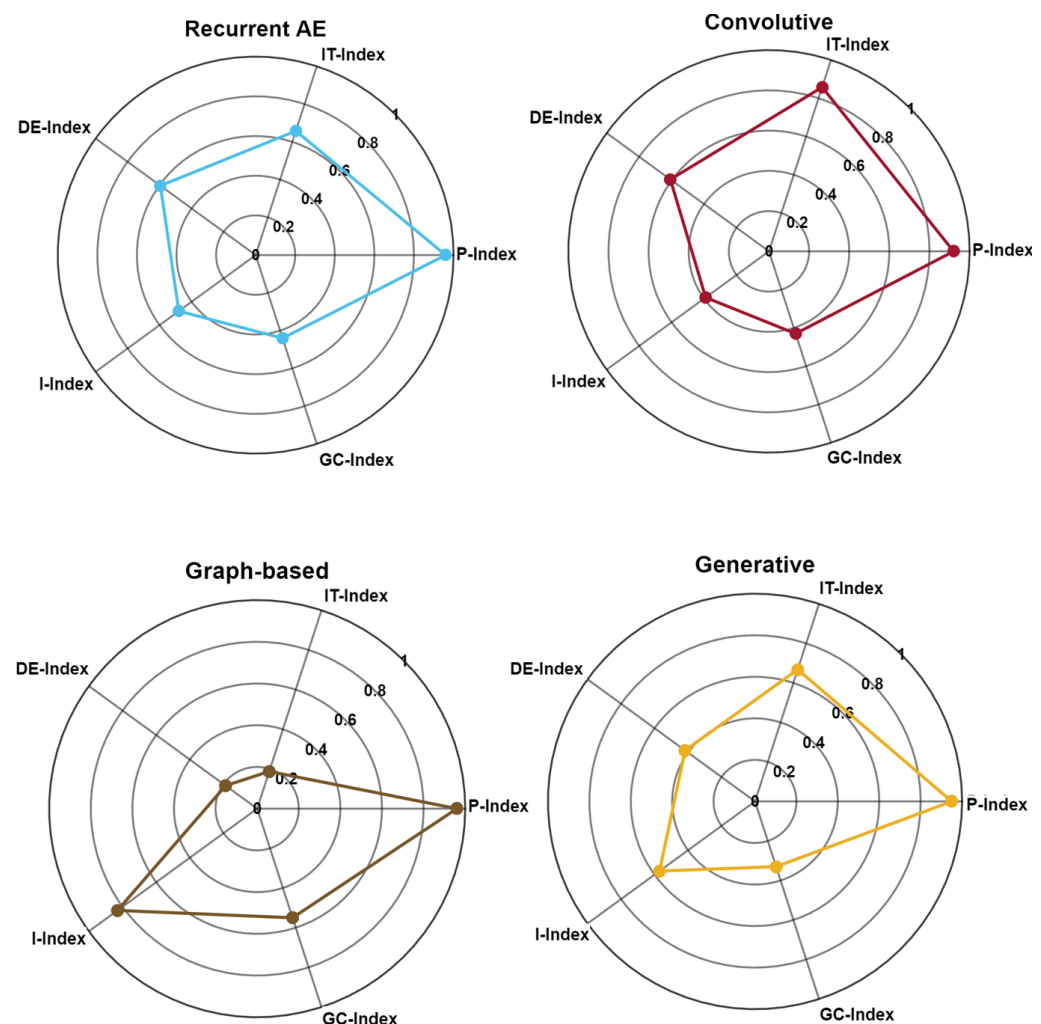 Recurrent AE
IT-Index
1
0.8
DE-Index
0.6
0.4
0.2
0
P-Index
I-Index
GC-Index
Convolutive
IT-Index
1
DE-Index
0.8
0.6
0.4
0.2
0
P-Index
I-Index
GC-Index
Graph-based
IT-Index
1
DE-Index
0.8
0.6
0.4
0.2
0
P-Index
I-Index
GC-Index
Generative
IT-Index
1
DE-Index
0.8
0.6
0.4
0.2
0
P-Index
I-Index
GC-Index